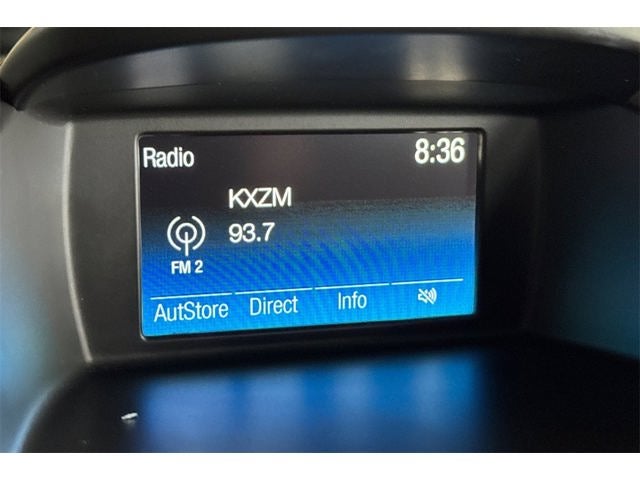 Radio 8:36
KXZM
93.7
FM 2
AutStore Direct Info